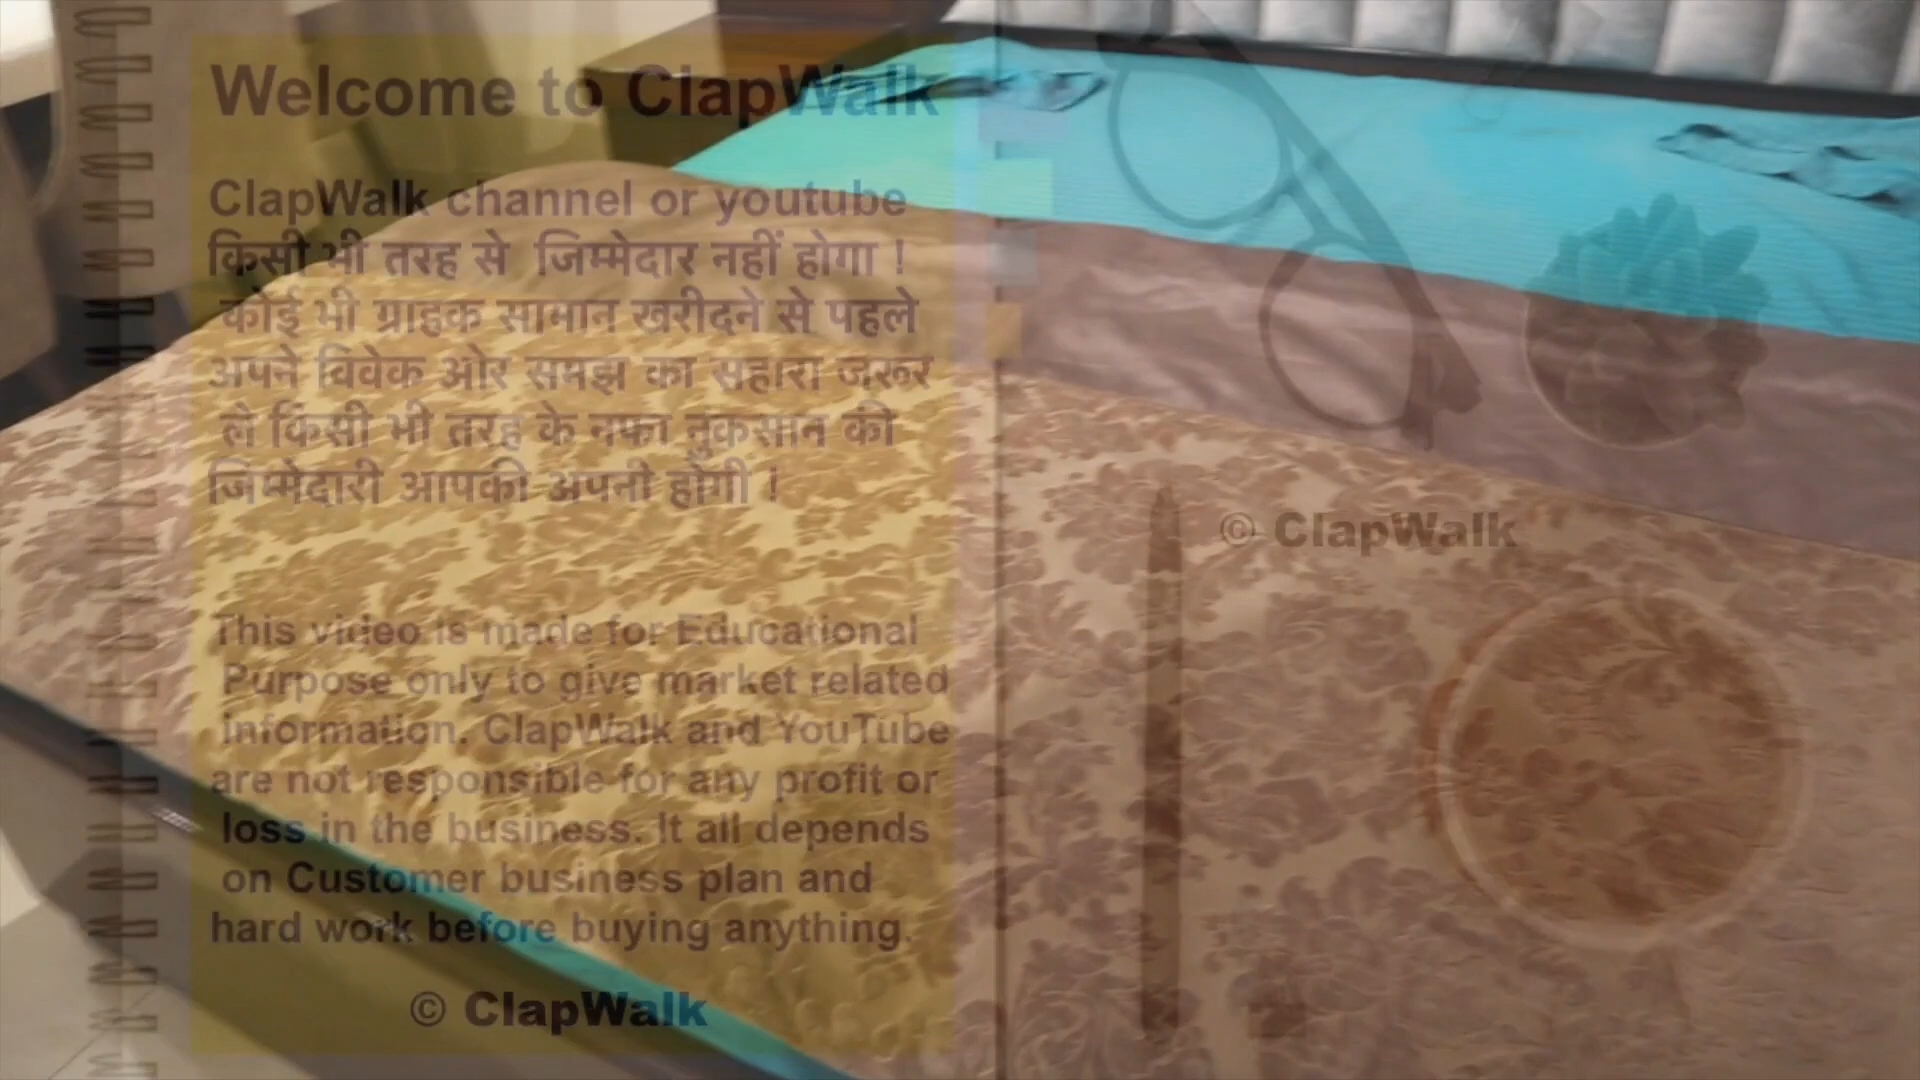 Welcome to ClapWalk
ClapWalk channel or youtube
किसी भी तरह से जिम्मेदार नहीं होगा !
कोई भी ग्राहक सामान खरीदने से पहले
अपने विवेक ओर समझ का सहारा जरूर
ले किसी भी तरह के नफा नुकसान की
जिम्मेदारी आपकी अपनी होगी !
This video is made for Educational
Purpose only to give market related
information. ClapWalk and YouTube
are not responsible for any profit or
loss in the business. It all depends
on Customer business plan and
hard work before buying anything.
© ClapWalk
© ClapWalk